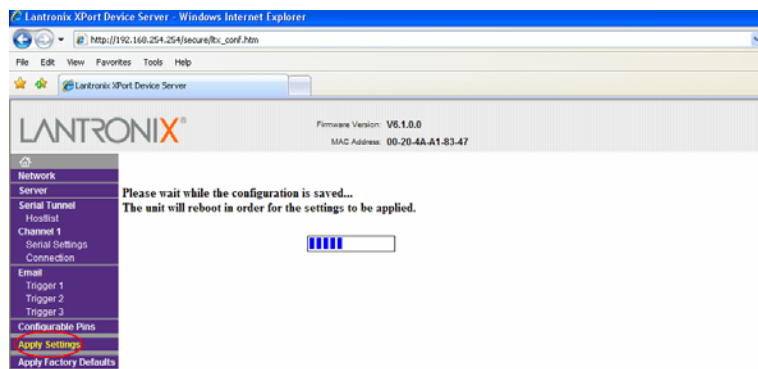 Lantronix XPort Device Server - Windows Internet Explorer
http://192.168.254.254/secure/ltx_conf.htm
File Edit View Favorites Tools Help
Lantronix XPort Device Server
LANTRONIX®
Firmware Version: V6.1.0.0
MAC Address: 00-20-4A-A1-83-47
Network
Server
Serial Tunnel
Hostlist
Channel 1
Serial Settings
Connection
Email
Trigger 1
Trigger 2
Trigger 3
Configurable Pins
Apply Settings
Apply Factory Defaults
Please wait while the configuration is saved...
The unit will reboot in order for the settings to be applied.